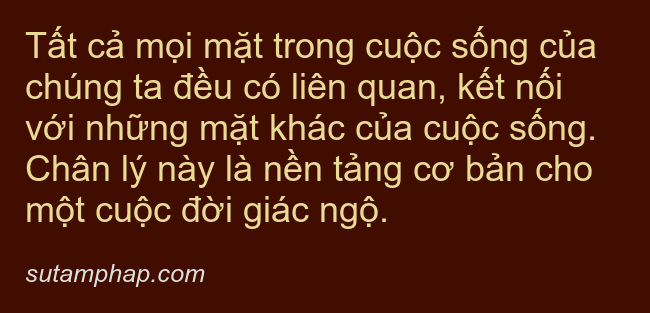 Tất cả mọi mặt trong cuộc sống của
chúng ta đều có liên quan, kết nối
với những mặt khác của cuộc sống.
Chân lý này là nền tảng cơ bản cho
một cuộc đời giác ngộ.
sutamphap.com